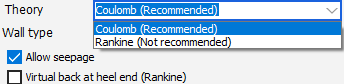 Theory Coulomb (Recommended)
Coulomb (Recommended)
Wall type Rankine (Not recommended)
Allow seepage
Virtual back at heel end (Rankine)